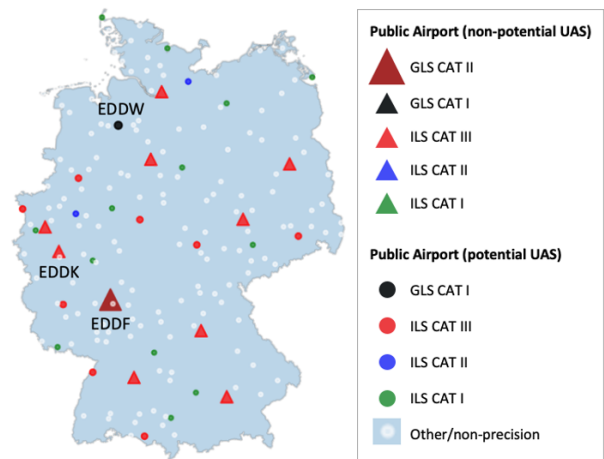 EDDW
EDDK
EDDF
Public Airport (non-potential UAS)
GLS CAT II
GLS CAT I
ILS CAT III
ILS CAT II
ILS CAT I
Public Airport (potential UAS)
GLS CAT I
ILS CAT III
ILS CAT II
ILS CAT I
Other/non-precision